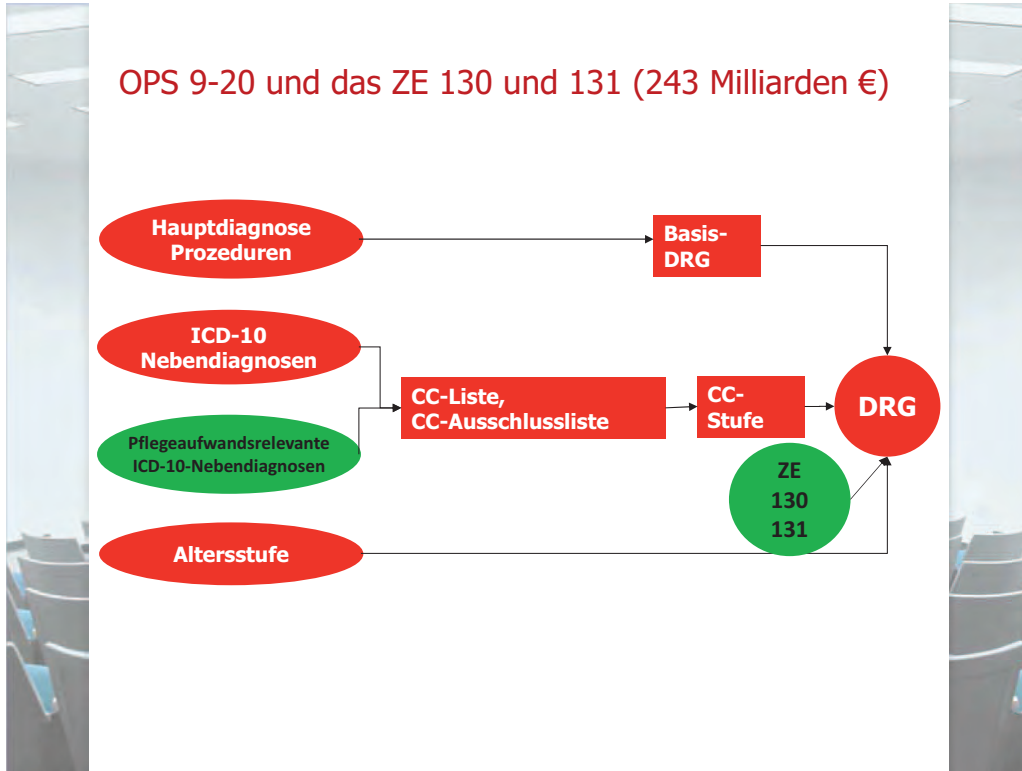 OPS 9-20 und das ZE 130 und 131 (243 Milliarden €)
Hauptdiagnose
Prozeduren
Basis-
DRG
ICD-10
Nebendiagnosen
CC-Liste,
CC-Ausschlussliste
CC-
Stufe
DRG
Pflegeaufwandsrelevante
ICD-10-Nebendiagnosen
ZE
130
131
Altersstufe